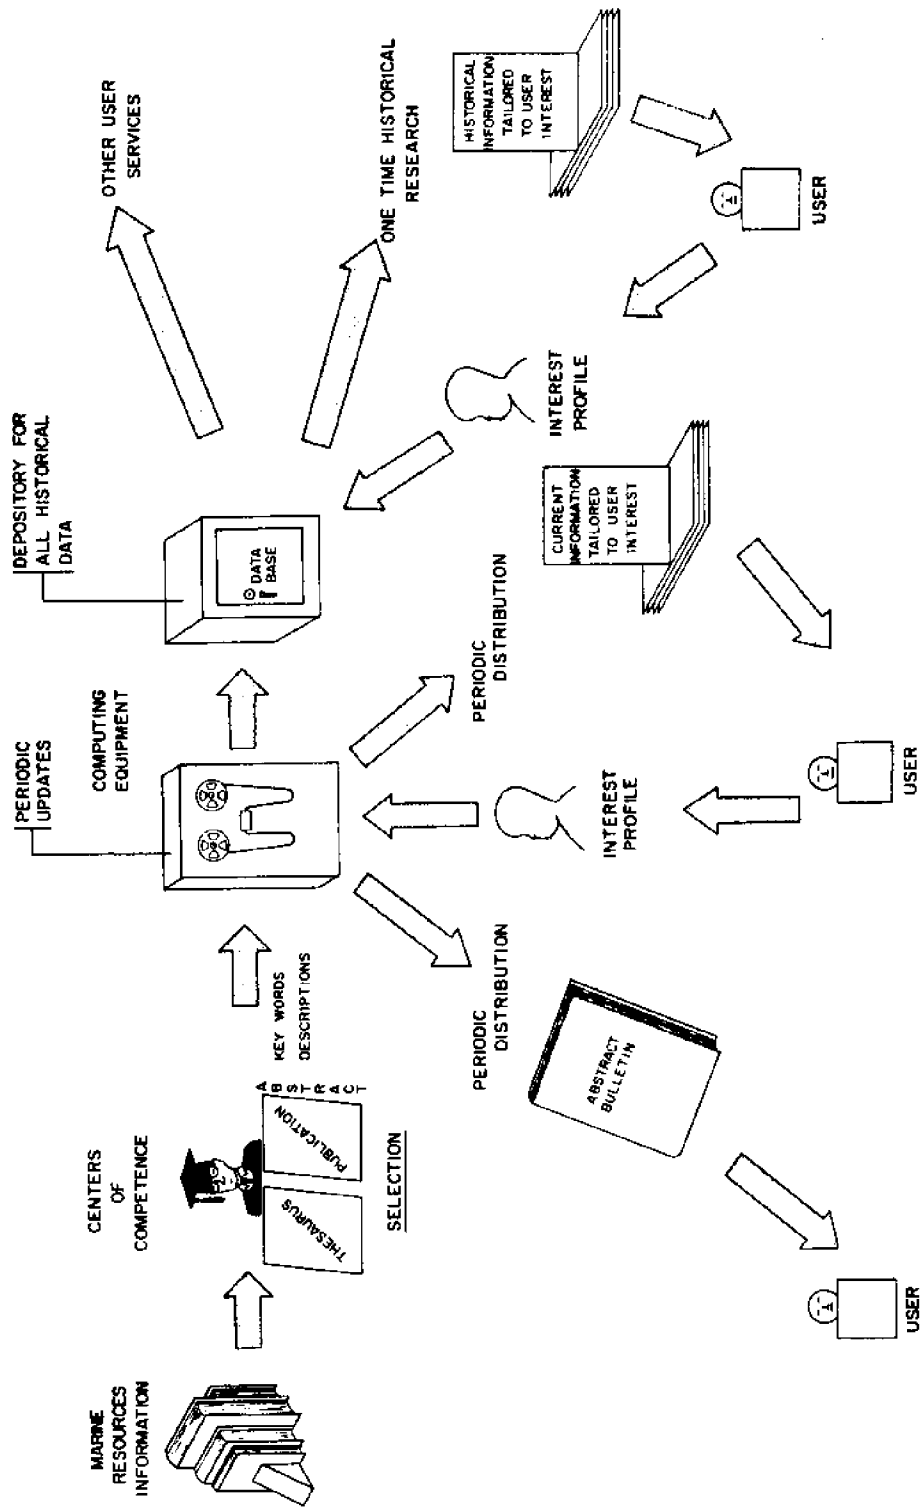 MARINE
RESOURCES
INFORMATION
CENTERS
OF
COMPETENCE
THESAURUS
PUBLICATION
ABSTRACT
SELECTION
KEY WORDS
DESCRIPTIONS
PERIODIC
UPDATES
COMPUTING
EQUIPMENT
DEPOSITORY FOR
ALL HISTORICAL
DATA
DATA
BASE
OTHER USER
SERVICES
ONE TIME HISTORICAL
RESEARCH
PERIODIC
DISTRIBUTION
ABSTRACT
BULLETIN
USER
INTEREST
PROFILE
USER
PERIODIC
DISTRIBUTION
CURRENT
INFORMATION
TAILORED
TO USER
INTEREST
INTEREST
PROFILE
HISTORICAL
INFORMATION
TAILORED
TO USER
INTEREST
USER